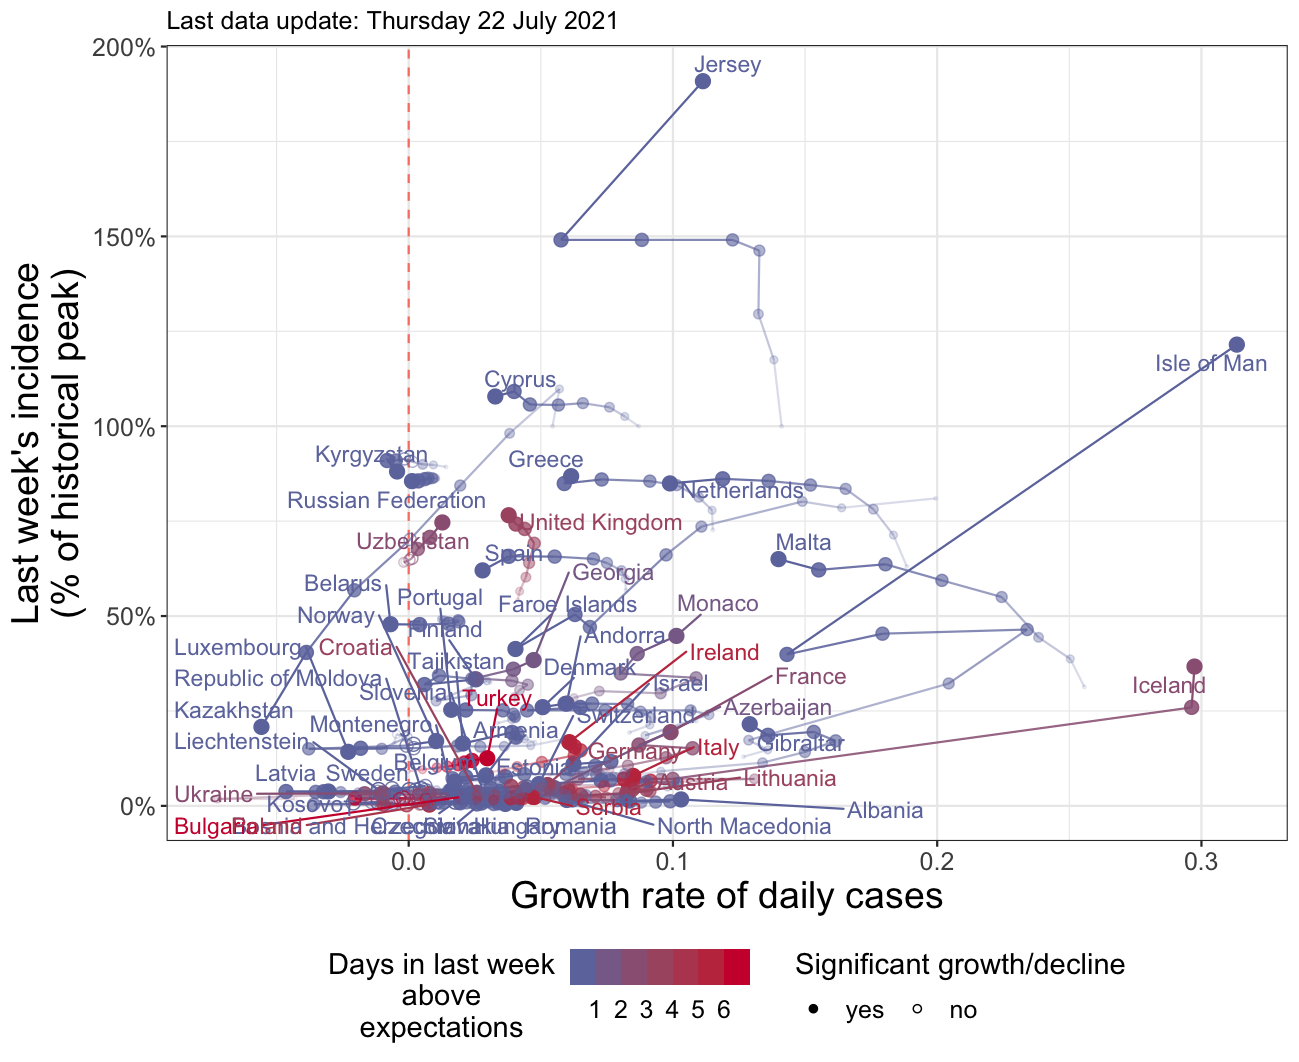 Last data update: Thursday 22 July 2021
Last week's incidence
(% of historical peak)
200%
150%
100%
50%
0%
Jersey
Isle of Man
Cyprus
Kyrgyzstan
Greece
Russian Federation
Netherlands
United Kingdom
Uzbekistan
Spain
Malta
Georgia
Belarus
Portugal
Faroe Islands
Monaco
Norway
Finland
Andorra
Luxembourg
Croatia
Tajikistan
Denmark
Ireland
Republic of Moldova
Slovenia
Israel
France
Iceland
Turkey
Kazakhstan
Montenegro
Armenia
Switzerland
Azerbaijan
Liechtenstein
Belgium
Germany
Italy
Gibraltar
Latvia
Sweden
Estonia
Austria
Lithuania
Ukraine
Kosovo
Serbia
Albania
Bulgaria
Bosnia and Herzegovina
Slovakia
Hungary
Romania
North Macedonia
0.0
0.1
0.2
0.3
Growth rate of daily cases
Days in last week
above
expectations
1 2 3 4 5 6
Significant growth/decline
yes
no